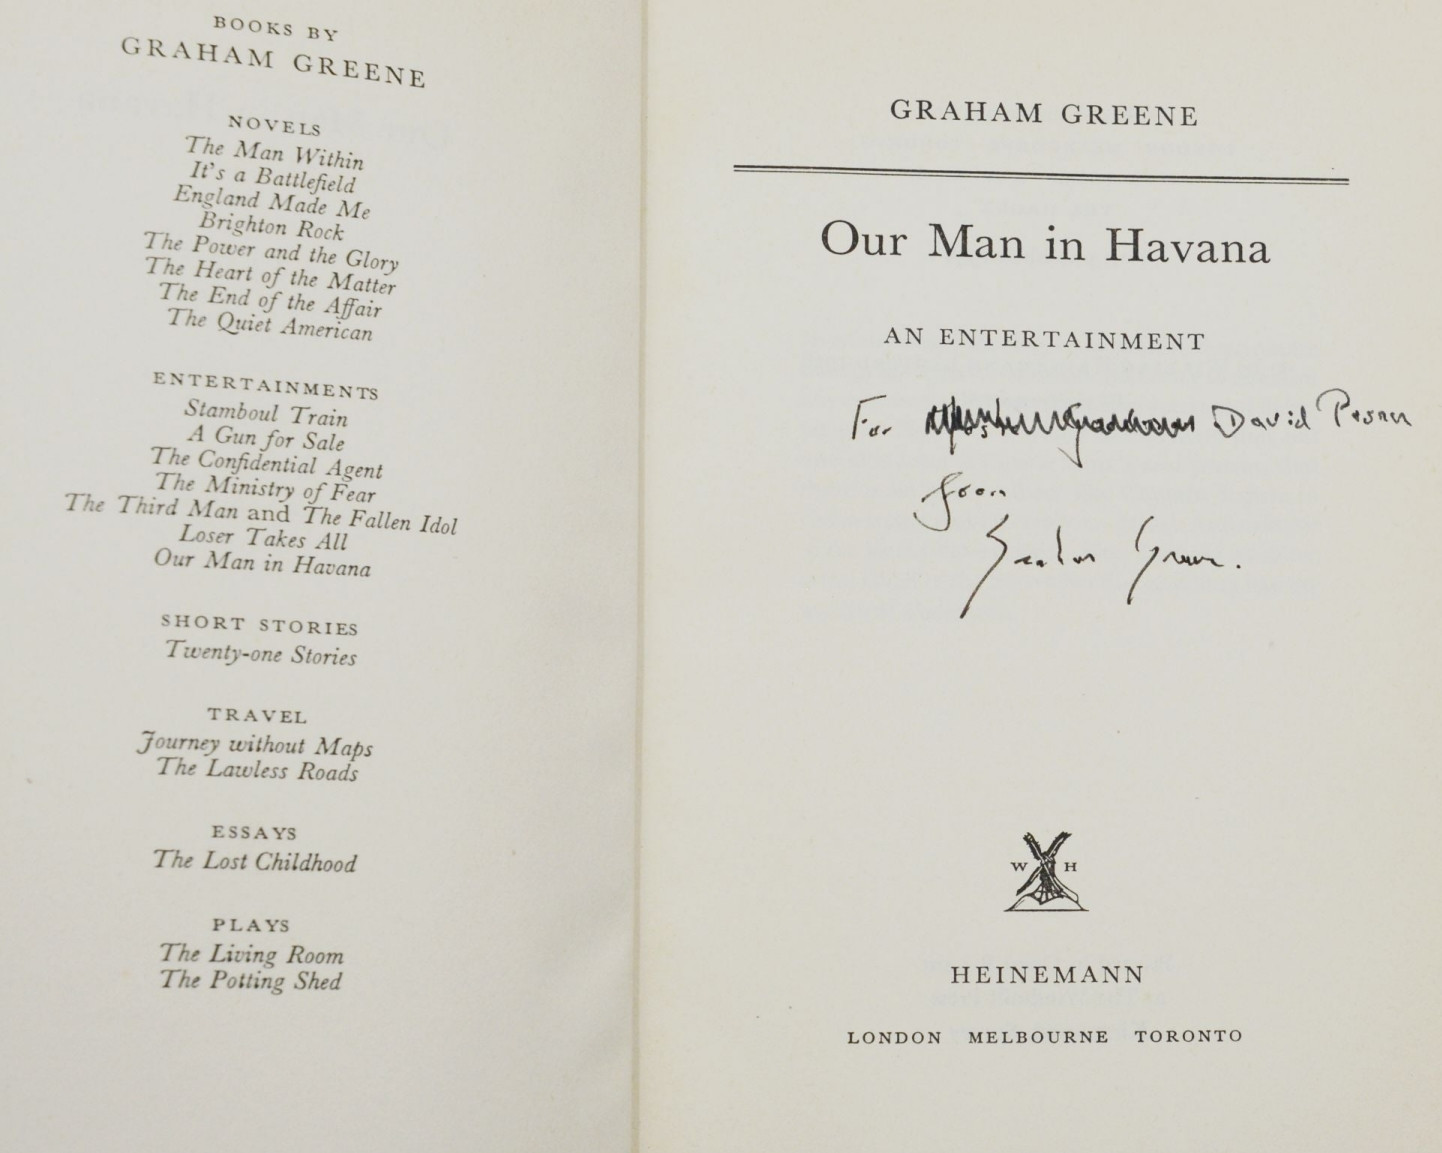 BOOKS BY
GRAHAM GREENE
NOVELS
The Man Within
It's a Battlefield
England Made Me
Brighton Rock
The Power and the Glory
The Heart of the Matter
The End of the Affair
The Quiet American
ENTERTAINMENTS
Stamboul Train
A Gun for Sale
The Confidential Agent
The Ministry of Fear
The Third Man and The Fallen Idol
Loser Takes All
Our Man in Havana
SHORT STORIES
Twenty-one Stories
TRAVEL
Journey without Maps
The Lawless Roads
ESSAYS
The Lost Childhood
PLAYS
The Living Room
The Potting Shed
GRAHAM GREENE
Our Man in Havana
AN ENTERTAINMENT
For David
from
Graham Greene.
W H
HEINEMANN
LONDON MELBOURNE TORONTO